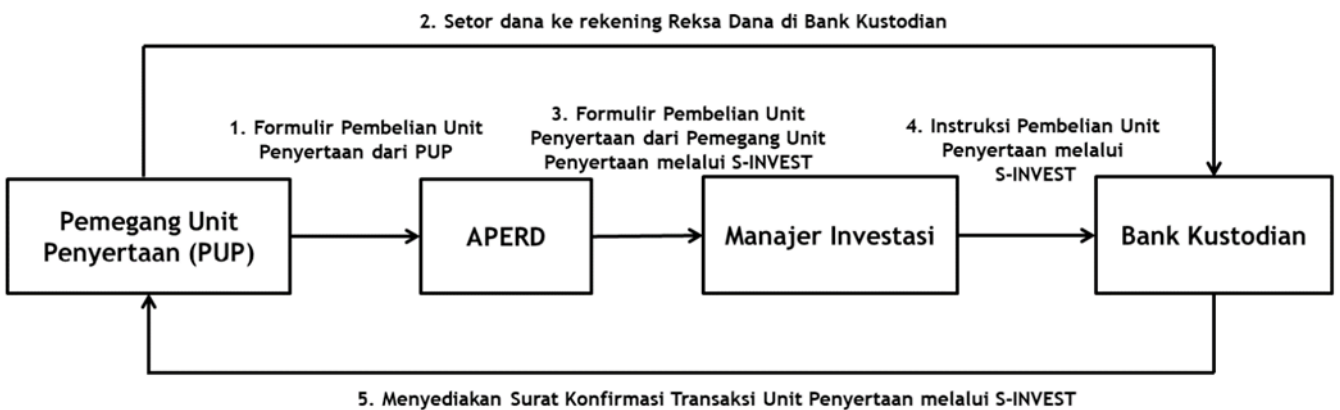 2. Setor dana ke rekening Reksa Dana di Bank Kustodian
1. Formulir Pembelian Unit
Penyertaan dari PUP
3. Formulir Pembelian Unit
Penyertaan dari Pemegang Unit
Penyertaan melalui S-INVEST
4. Instruksi Pembelian Unit
Penyertaan melalui
S-INVEST
Pemegang Unit
Penyertaan (PUP)
APERD
Manajer Investasi
Bank Kustodian
5. Menyediakan Surat Konfirmasi Transaksi Unit Penyertaan melalui S-INVEST